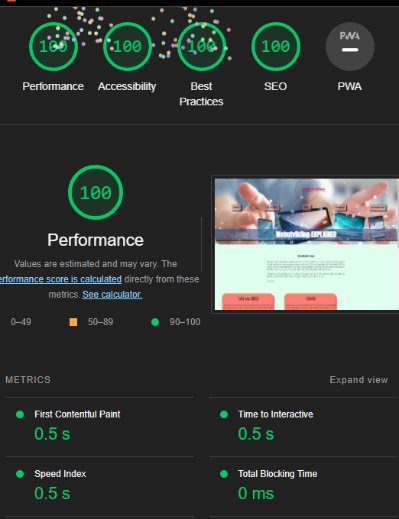 100 100 100 100 PWA
Performance Accessibility Best Practices SEO PWA
100
Performance
Values are estimated and may vary. The
erformance score is calculated directly from these
metrics. See calculator.
0–49 50–89 90–100
METRICS Expand view
First Contentful Paint Time to Interactive
0.5 s 0.5 s
Speed Index Total Blocking Time
0.5 s 0 ms